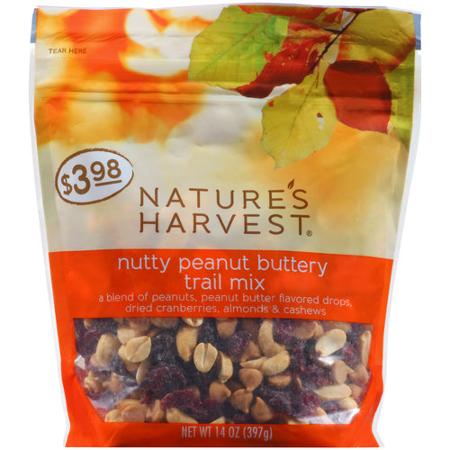 TEAR HERE
$3.98
NATURE'S
HARVEST®
nutty peanut buttery
trail mix
a blend of peanuts, peanut butter flavored drops,
dried cranberries, almonds & cashews
NET WT 14 OZ (397g)